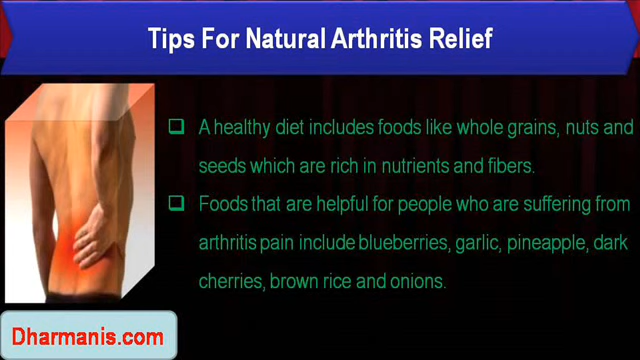 Tips For Natural Arthritis Relief
A healthy diet includes foods like whole grains, nuts and
seeds which are rich in nutrients and fibers.
Foods that are helpful for people who are suffering from
arthritis pain include blueberries, garlic, pineapple, dark
cherries, brown rice and onions.
Dharmanis.com